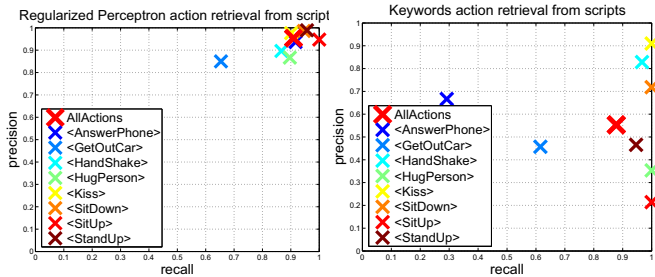 Regularized Perceptron action retrieval from script
1
0.9
0.8
0.7
0.6
0.5
0.4
0.3
0.2
0.1
0
precision
AllActions
<AnswerPhone>
<GetOutCar>
<HandShake>
<HugPerson>
<Kiss>
<SitDown>
<SitUp>
<StandUp>
0 0.1 0.2 0.3 0.4 0.5 0.6 0.7 0.8 0.9 1
recall
Keywords action retrieval from scripts
1
0.9
0.8
0.7
0.6
0.5
0.4
0.3
0.2
0.1
0
precision
AllActions
<AnswerPhone>
<GetOutCar>
<HandShake>
<HugPerson>
<Kiss>
<SitDown>
<SitUp>
<StandUp>
0 0.1 0.2 0.3 0.4 0.5 0.6 0.7 0.8 0.9 1
recall